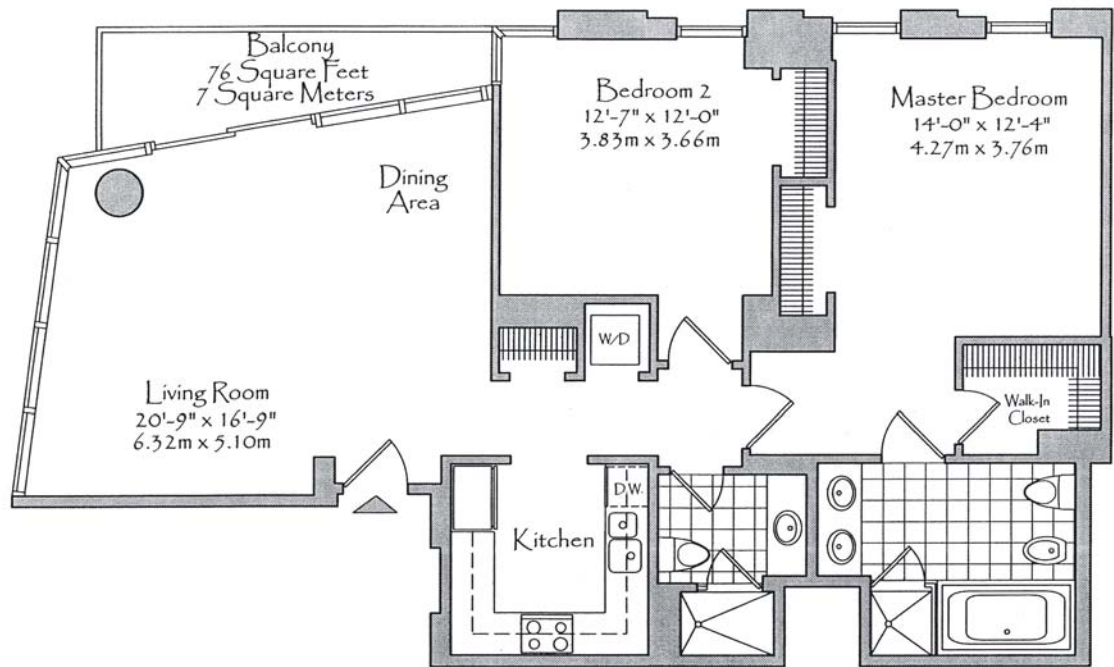 Balcony
76 Square Feet
7 Square Meters
Bedroom 2
12'-7" x 12'-0"
3.83m x 3.66m
Master Bedroom
14'-0" x 12'-4"
4.27m x 3.76m
Dining
Area
W/D
Living Room
20'-9" x 16'-9"
6.32m x 5.10m
Walk-In
Closet
D.W.
Kitchen